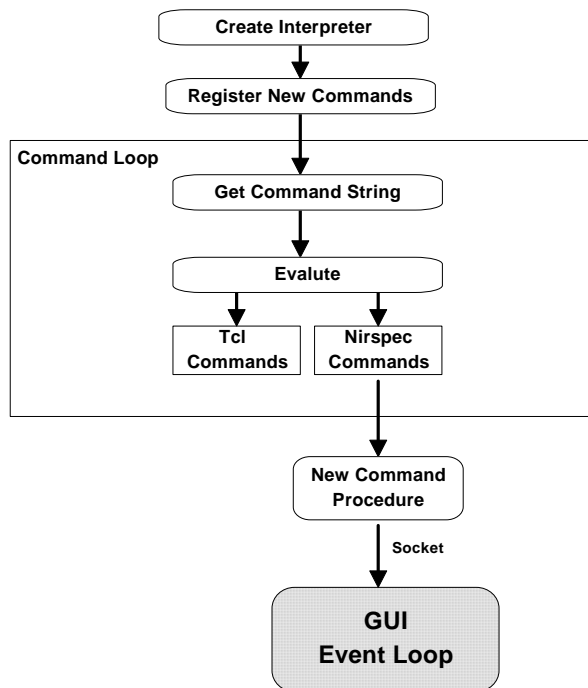 Create Interpreter
Register New Commands
Command Loop
Get Command String
Evalute
Tcl
Commands
Nirspec
Commands
New Command
Procedure
Socket
GUI
Event Loop